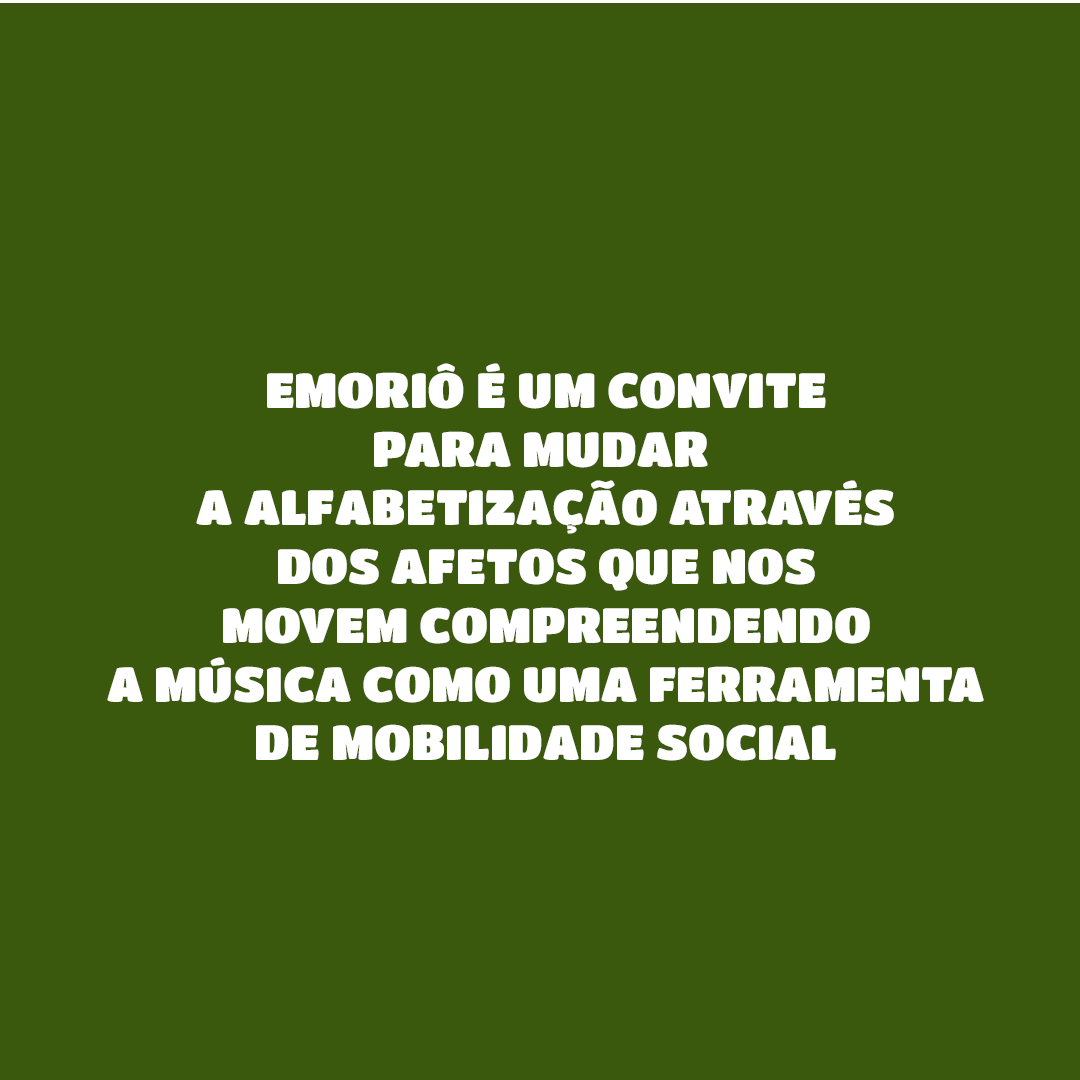 EMORIÔ É UM CONVITE
PARA MUDAR
A ALFABETIZAÇÃO ATRAVÉS
DOS AFETOS QUE NOS
MOVEM COMPREENDENDO
A MÚSICA COMO UMA FERRAMENTA
DE MOBILIDADE SOCIAL